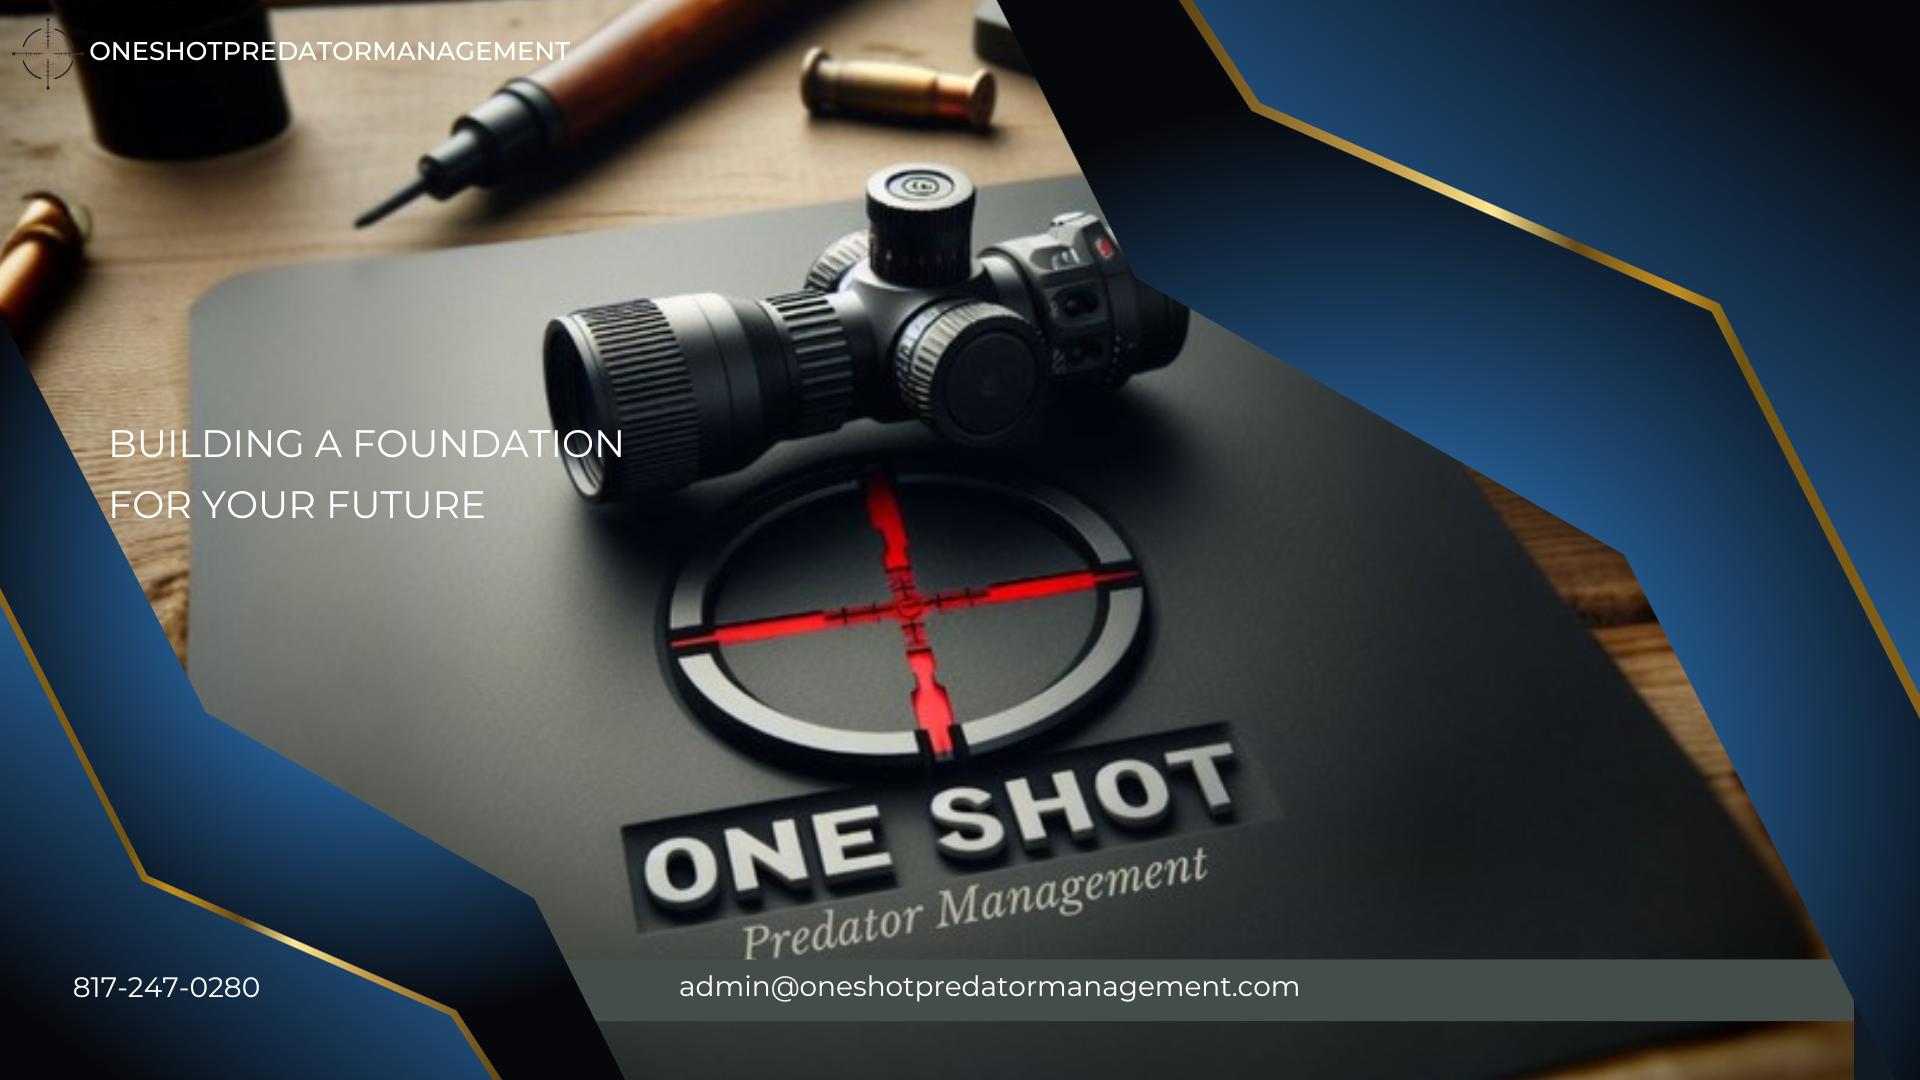 ONESHOTPREDATORMANAGEMENT
BUILDING A FOUNDATION
FOR YOUR FUTURE
ONE SHOT
Predator Management
817-247-0280
admin@oneshotpredatormanagement.com